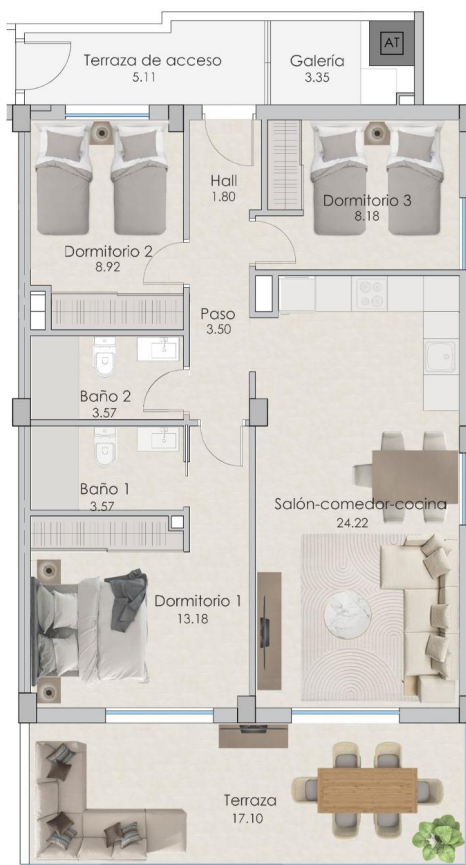 Terraza de acceso
5.11
Galería
3.35
AT
Hall
1.80
Dormitorio 3
8.18
Dormitorio 2
8.92
Paso
3.50
Baño 2
3.57
Baño 1
3.57
Salón-comedor-cocina
24.22
Dormitorio 1
13.18
Terraza
17.10